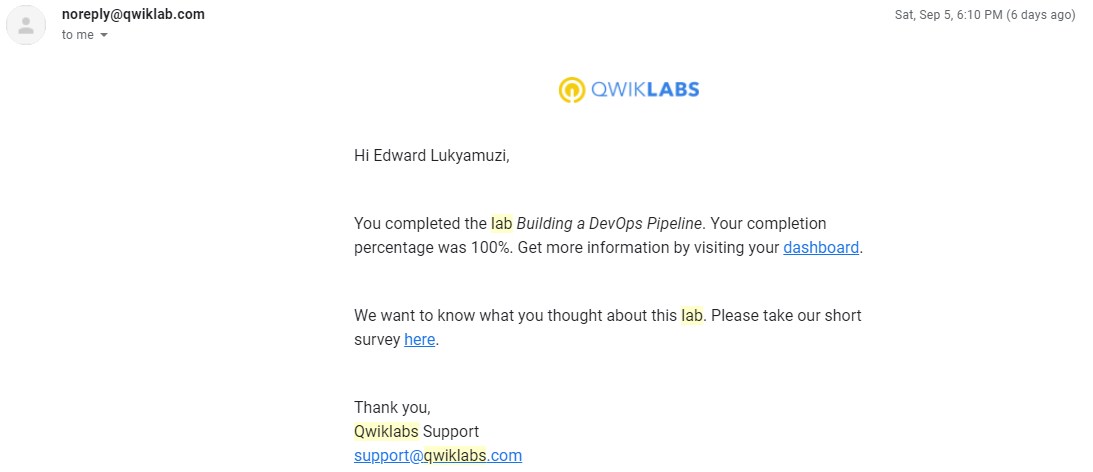 noreply@qwiklab.com
Sat, Sep 5, 6:10 PM (6 days ago)
to me
QWIKLABS
Hi Edward Lukyamuzi,
You completed the lab Building a DevOps Pipeline. Your completion
percentage was 100%. Get more information by visiting your dashboard.
We want to know what you thought about this lab. Please take our short
survey here.
Thank you,
Qwiklabs Support
support@qwiklabs.com